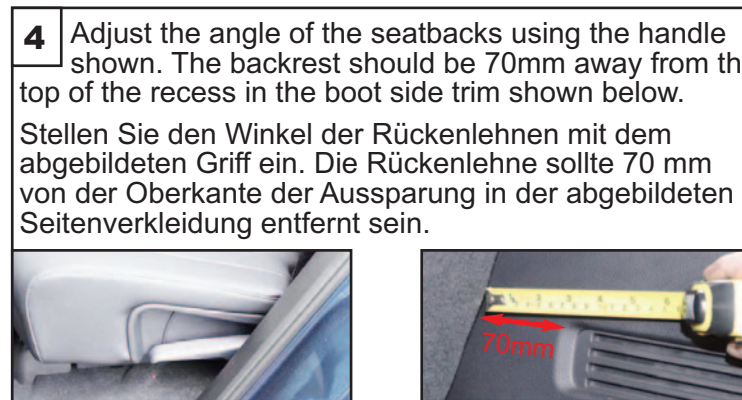 4 Adjust the angle of the seatbacks using the handle
shown. The backrest should be 70mm away from th
top of the recess in the boot side trim shown below.
Stellen Sie den Winkel der Rückenlehnen mit dem
abgebildeten Griff ein. Die Rückenlehne sollte 70 mm
von der Oberkante der Aussparung in der abgebildeten
Seitenverkleidung entfernt sein.
70mm